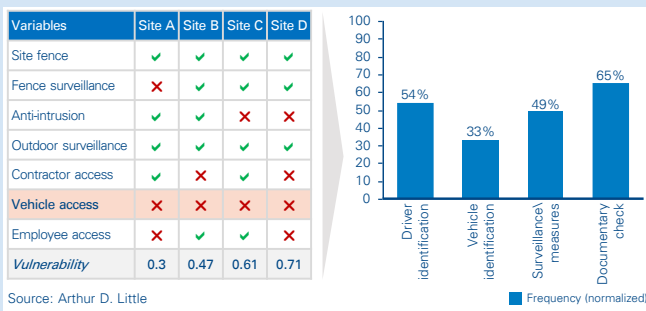 Variables Site A Site B Site C Site D
Site fence ✓ ✓ ✓ ✓
Fence surveillance ✗ ✓ ✓ ✓
Anti-intrusion ✓ ✓ ✗ ✗
Outdoor surveillance ✓ ✓ ✓ ✓
Contractor access ✓ ✗ ✓ ✗
Vehicle access ✗ ✗ ✗ ✗
Employee access ✗ ✓ ✓ ✗
Vulnerability 0.3 0.47 0.61 0.71
Source: Arthur D. Little
100
90
80
70
60
50
40
30
20
10
0
54%
33%
49%
65%
Driver
identification
Vehicle
identification
Surveillance\
measures
Documentary
check
Frequency (normalized)